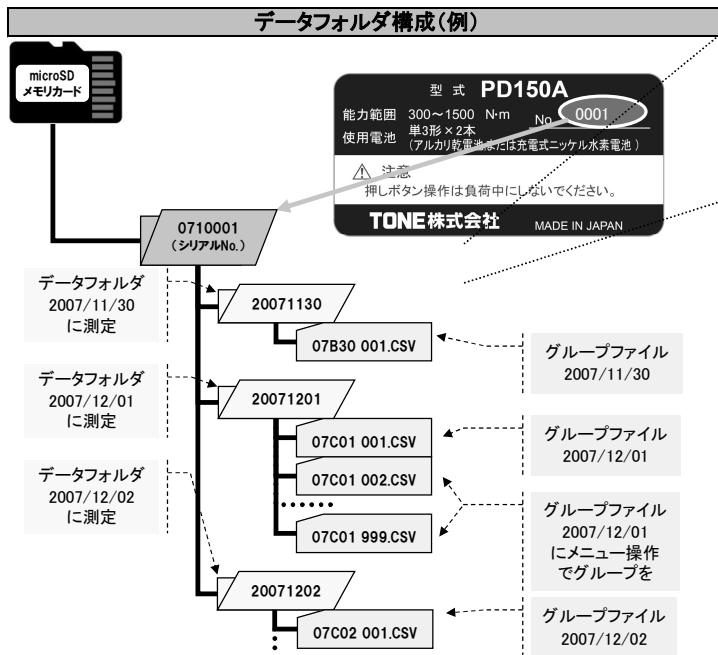 データフォルダ構成(例)
microSD
メモリカード
型 式 PD150A
能力範囲 300～1500 N・m No. 0001
使用電池 単3形×2本
(アルカリ乾電池または充電式ニッケル水素電池)
⚠ 注意
押しボタン操作は負荷中にしないでください。
TONE株式会社 MADE IN JAPAN
0710001
(シリアルNo.)
データフォルダ
2007/11/30
に測定
20071130
07B30 001.CSV
グループファイル
2007/11/30
データフォルダ
2007/12/01
に測定
20071201
07C01 001.CSV
グループファイル
2007/12/01
07C01 002.CSV
07C01 999.CSV
グループファイル
2007/12/01
にメニュー操作
でグループを
データフォルダ
2007/12/02
に測定
20071202
07C02 001.CSV
グループファイル
2007/12/02